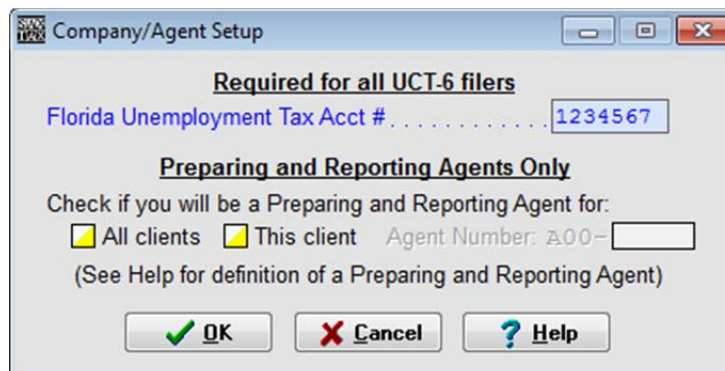 Company/Agent Setup
Required for all UCT-6 filers
Florida Unemployment Tax Acct # . . . . . . . . . . . . . 1234567
Preparing and Reporting Agents Only
Check if you will be a Preparing and Reporting Agent for:
All clients This client Agent Number: A00-
(See Help for definition of a Preparing and Reporting Agent)
OK Cancel ? Help